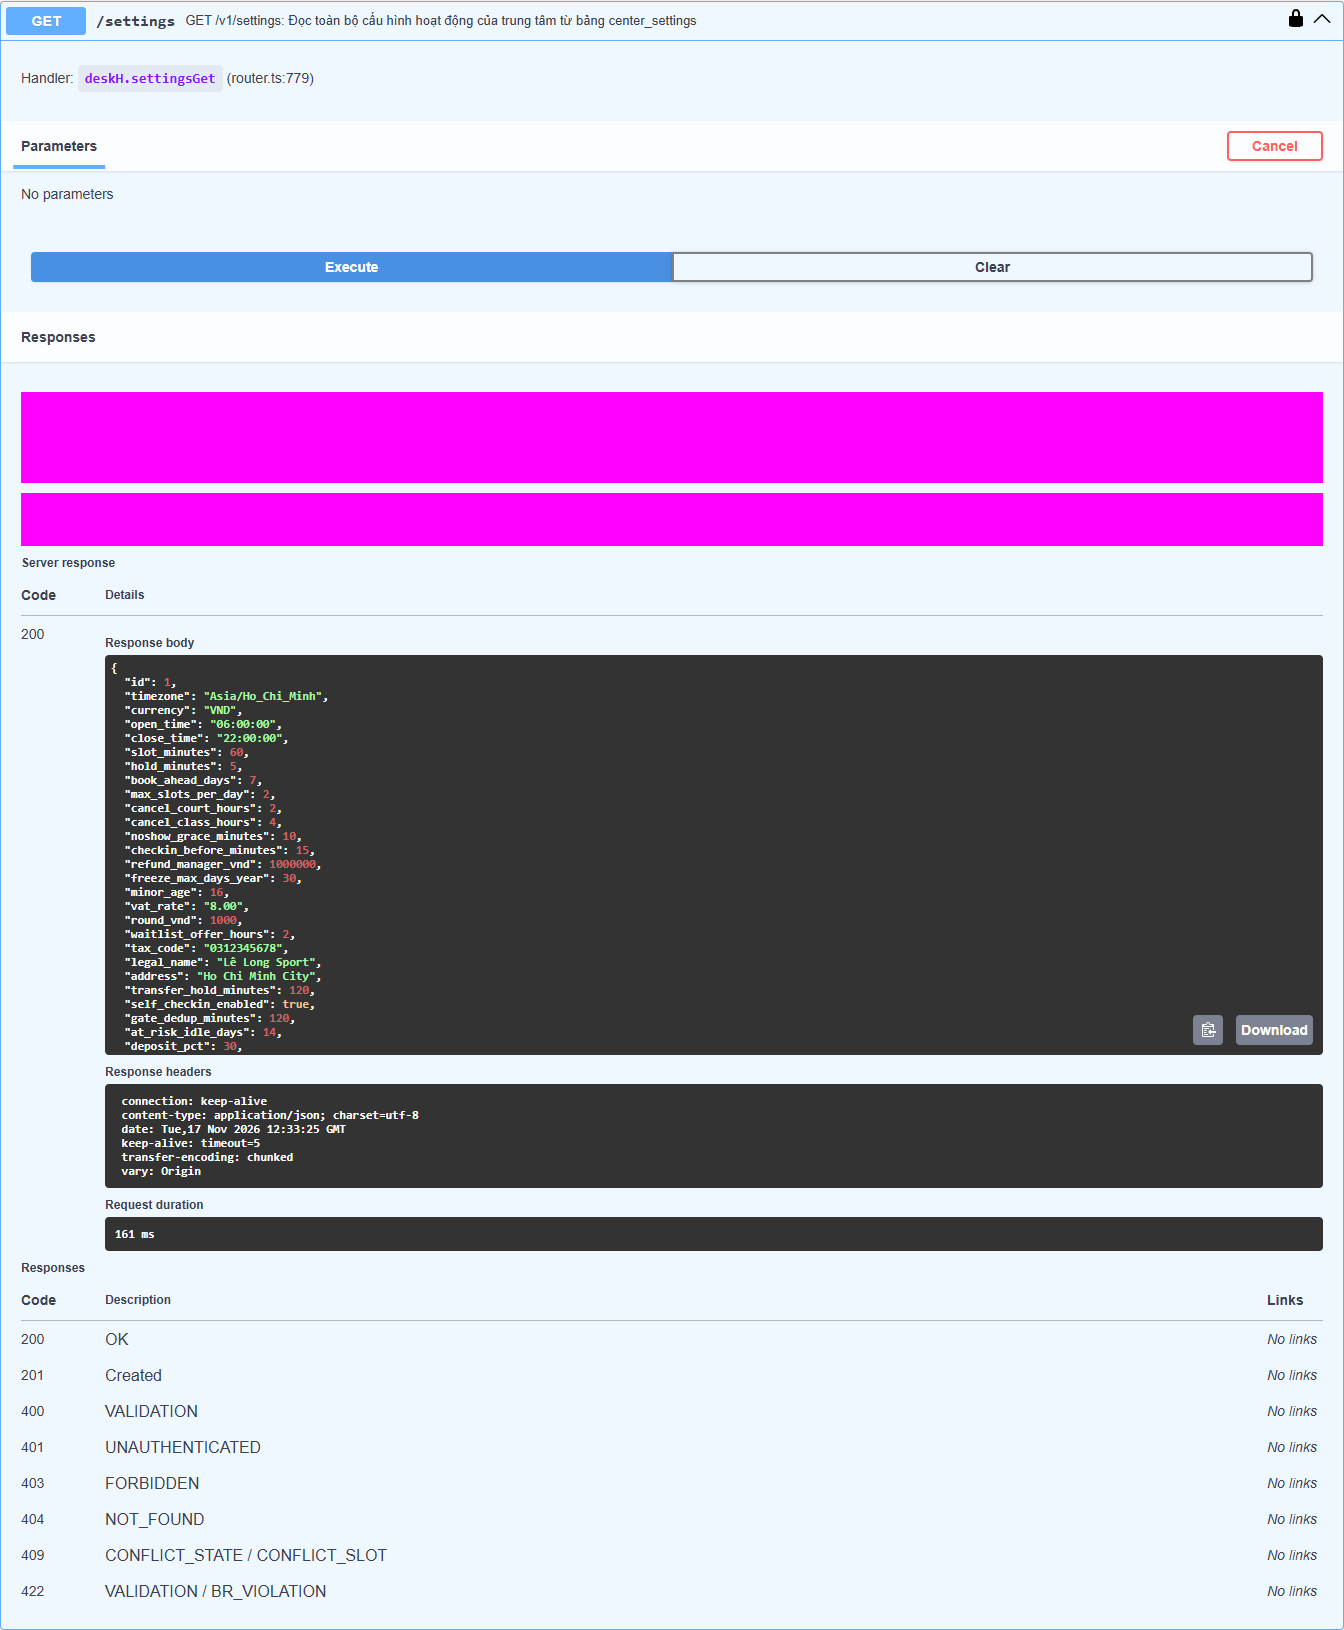 GET /settings GET /v1/settings: Đọc toàn bộ cấu hình hoạt động của trung tâm từ bảng center_settings
Handler: deskH.settingsGet (router.ts:779)
Parameters
Cancel
No parameters
Execute
Clear
Responses
Server response
Code Details
200
Response body
{
  "id": 1,
  "timezone": "Asia/Ho_Chi_Minh",
  "currency": "VND",
  "open_time": "06:00:00",
  "close_time": "22:00:00",
  "slot_minutes": 60,
  "hold_minutes": 5,
  "book_ahead_days": 7,
  "max_slots_per_day": 2,
  "cancel_court_hours": 2,
  "cancel_class_hours": 4,
  "noshow_grace_minutes": 10,
  "checkin_before_minutes": 15,
  "refund_manager_vnd": 1000000,
  "freeze_max_days_year": 30,
  "minor_age": 16,
  "vat_rate": "8.00",
  "round_vnd": 1000,
  "waitlist_offer_hours": 2,
  "tax_code": "0312345678",
  "legal_name": "Lê Long Sport",
  "address": "Ho Chi Minh City",
  "transfer_hold_minutes": 120,
  "self_checkin_enabled": true,
  "gate_dedup_minutes": 120,
  "at_risk_idle_days": 14,
  "deposit_pct": 30,
Download
Response headers
connection: keep-alive
content-type: application/json; charset=utf-8
date: Tue,17 Nov 2026 12:33:25 GMT
keep-alive: timeout=5
transfer-encoding: chunked
vary: Origin
Request duration
161 ms
Responses
Code Description Links
200 OK No links
201 Created No links
400 VALIDATION No links
401 UNAUTHENTICATED No links
403 FORBIDDEN No links
404 NOT_FOUND No links
409 CONFLICT_STATE / CONFLICT_SLOT No links
422 VALIDATION / BR_VIOLATION No links